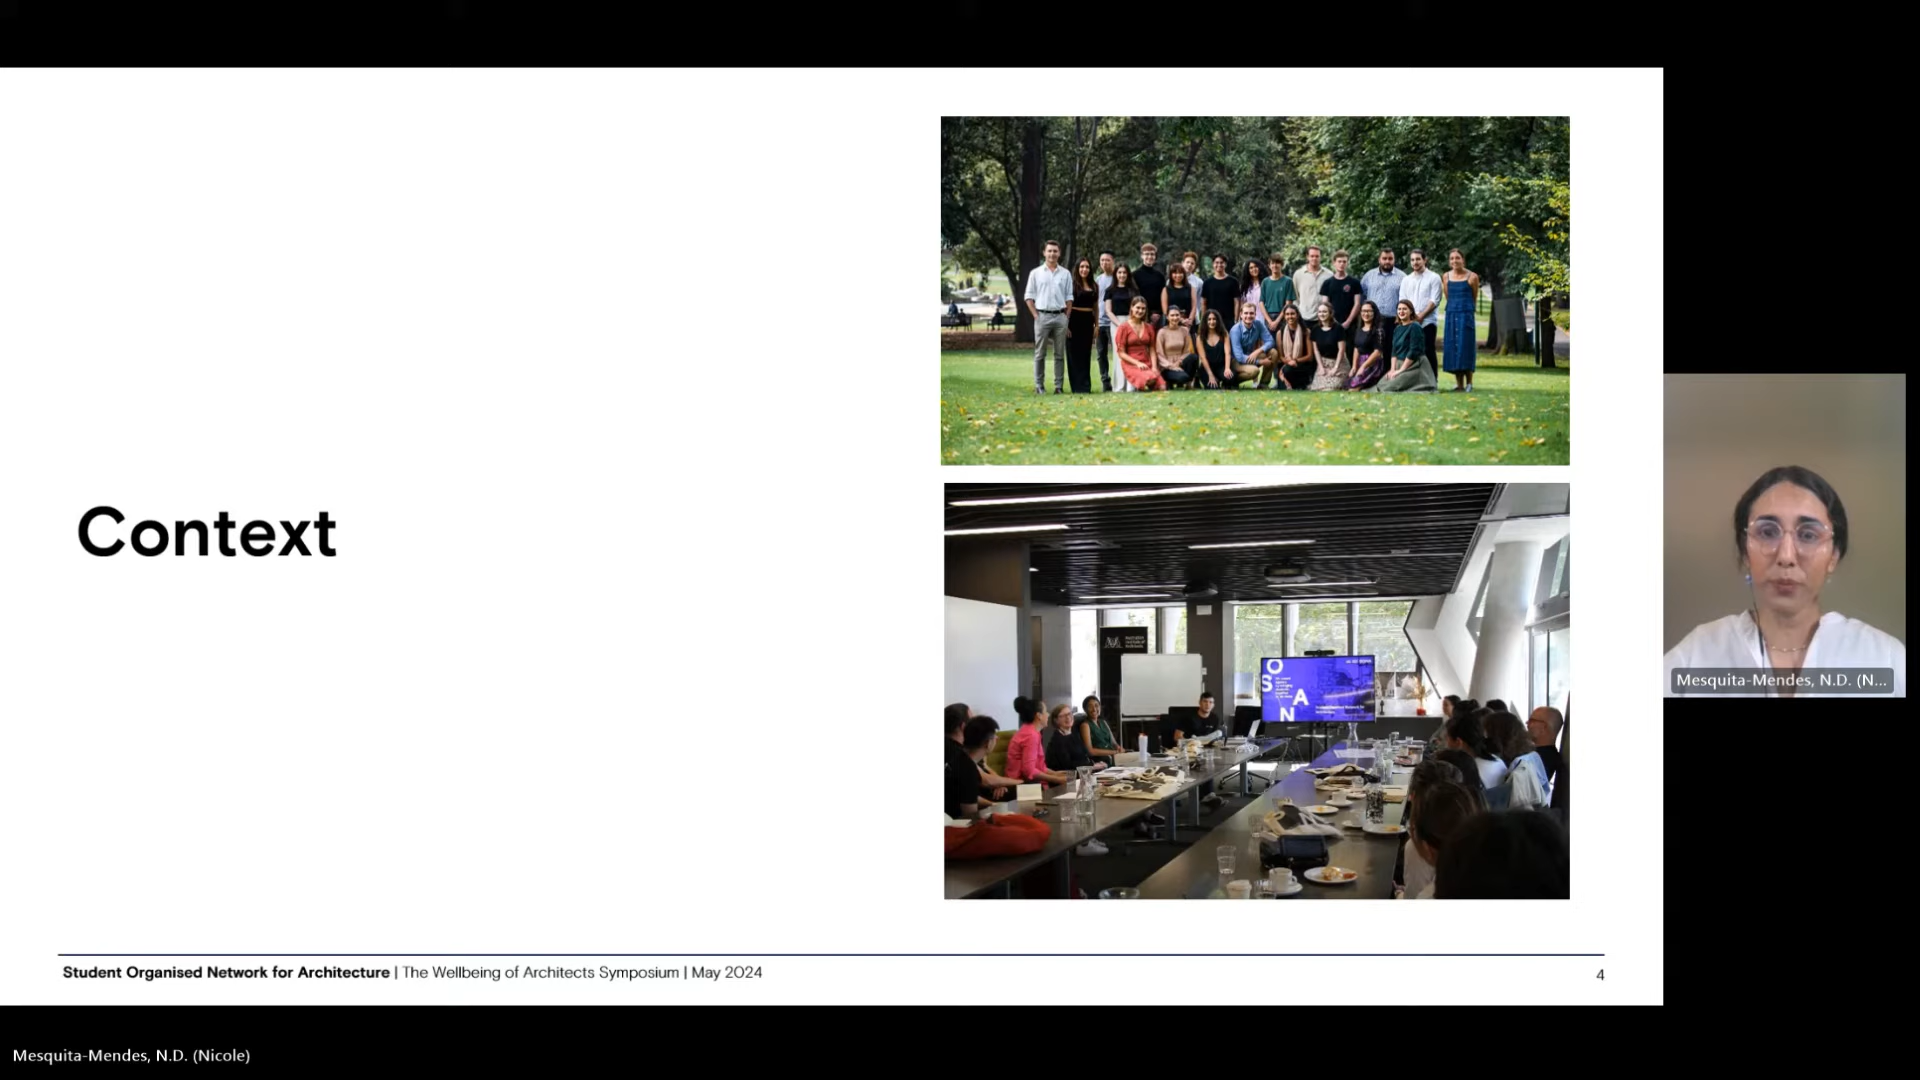 Context
O
S
A
N
Student Organised Network for Architecture | The Wellbeing of Architects Symposium | May 2024
4
Mesquita-Mendes, N.D. (N...
Mesquita-Mendes, N.D. (Nicole)